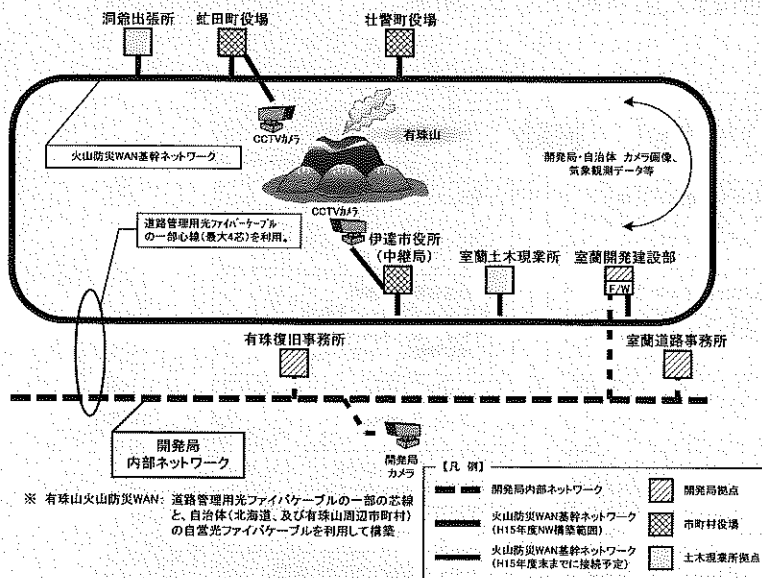 洞爺出張所
虻田町役場
壮瞥町役場
CCTVカメラ
有珠山
火山防災WAN基幹ネットワーク
開発局・自治体 カメラ画像、
気象観測データ等
道路管理用光ファイバーケーブル
の一部心線(最大4芯)を利用。
CCTVカメラ
伊達市役所
(中継局)
室蘭土木現業所
室蘭開発建設部
F/W
有珠復旧事務所
室蘭道路事務所
開発局
内部ネットワーク
開発局
カメラ
※ 有珠山火山防災WAN: 道路管理用光ファイバケーブルの一部の芯線
と、自治体(北海道、及び有珠山周辺市町村)
の自営光ファイバケーブルを利用して構築
【凡 例】
開発局内部ネットワーク
開発局拠点
火山防災WAN基幹ネットワーク
(H15年度NW構築範囲)
市町村役場
火山防災WAN基幹ネットワーク
(H15年度末までに接続予定)
土木現業所拠点